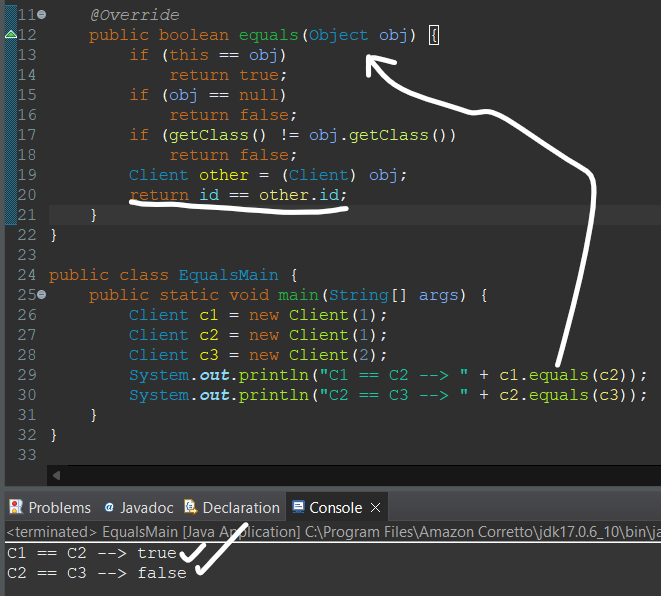 11 @Override
12 public boolean equals(Object obj) {
13 if (this == obj)
14 return true;
15 if (obj == null)
16 return false;
17 if (getClass() != obj.getClass())
18 return false;
19 Client other = (Client) obj;
20 return id == other.id;
21 }
22 }
23
24 public class EqualsMain {
25 public static void main(String[] args) {
26 Client c1 = new Client(1);
27 Client c2 = new Client(1);
28 Client c3 = new Client(2);
29 System.out.println("C1 == C2 --> " + c1.equals(c2));
30 System.out.println("C2 == C3 --> " + c2.equals(c3));
31 }
32 }
33
Problems @ Javadoc Declaration Console
<terminated> EqualsMain [Java Application] C:\Program Files\Amazon Corretto\jdk17.0.6_10\bin\ja
C1 == C2 --> true
C2 == C3 --> false